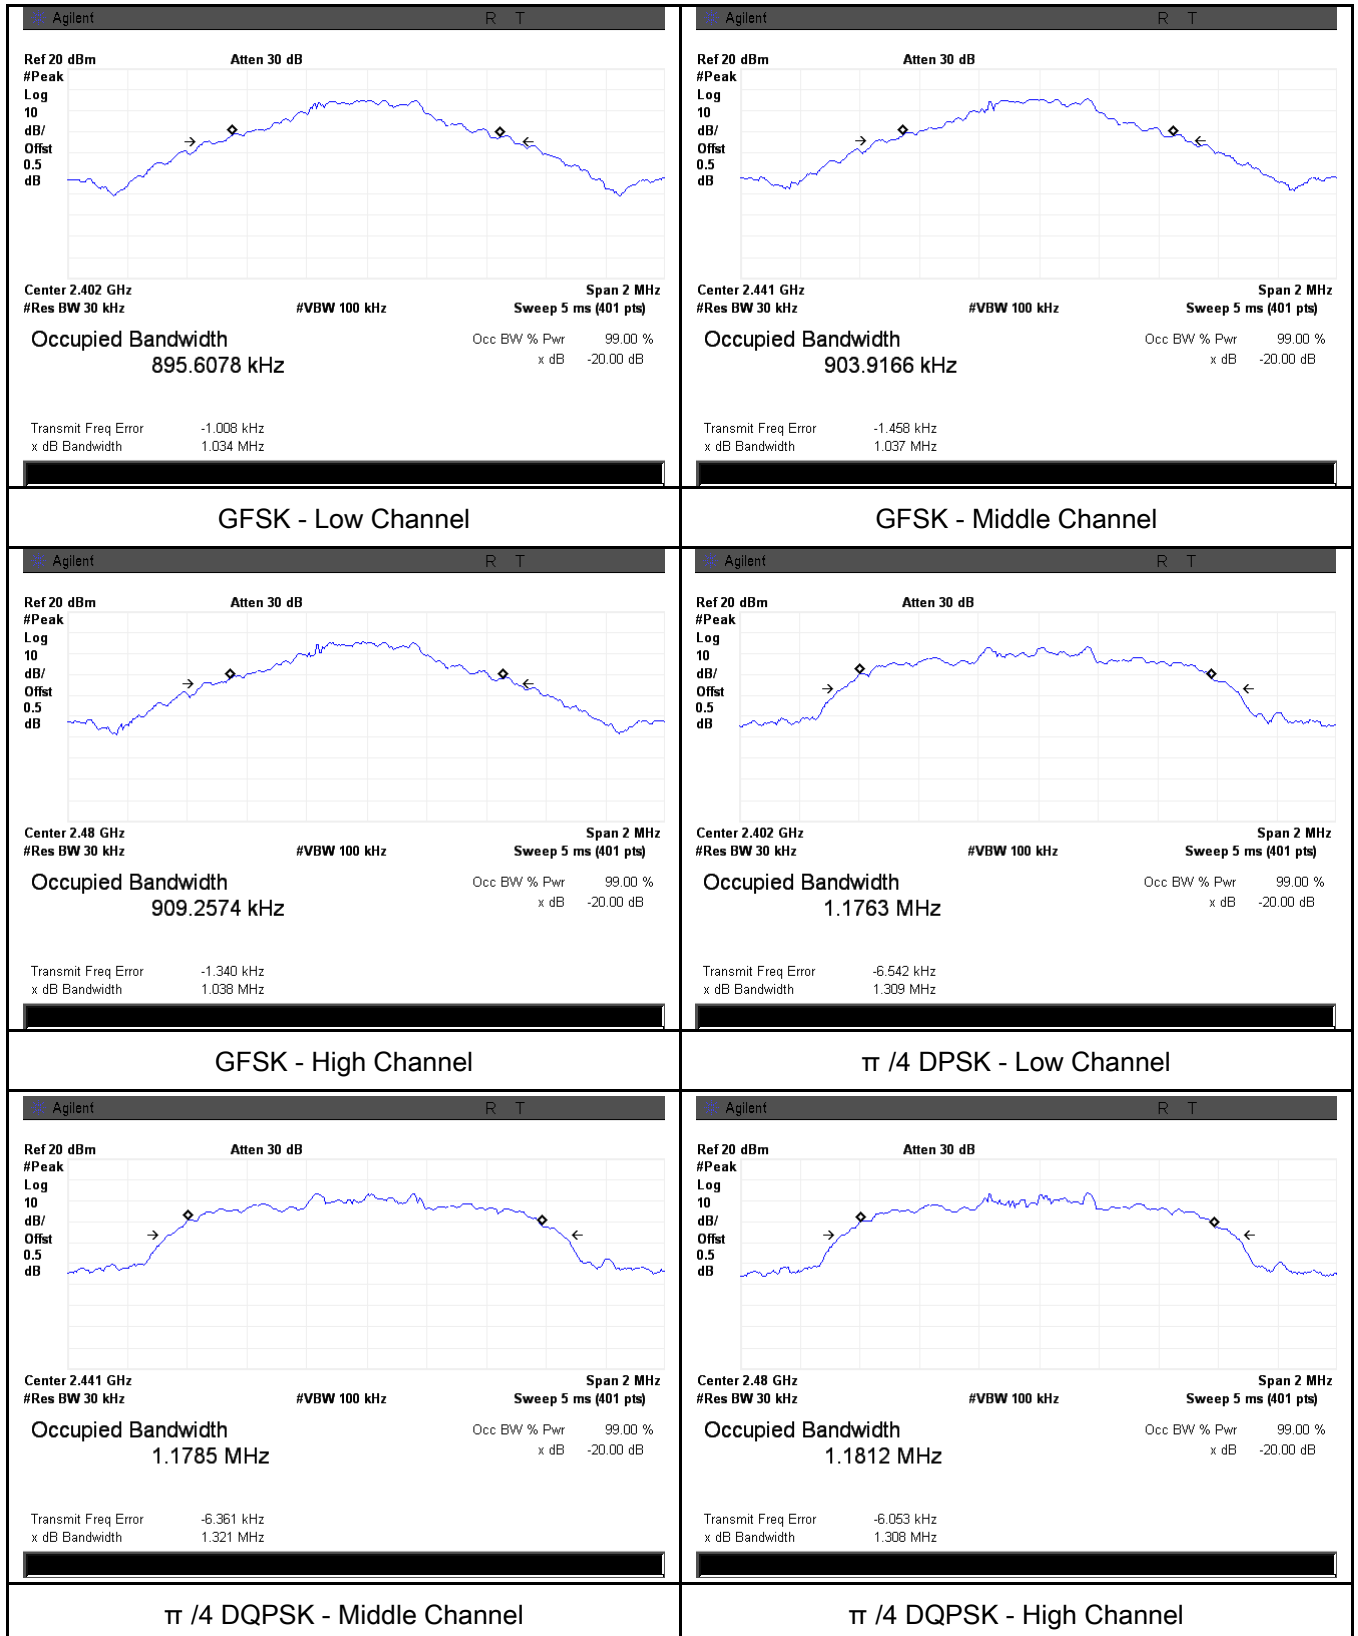 Agilent R T
Ref 20 dBm Atten 30 dB
#Peak
Log
10
dB/
Offst
0.5
dB
Center 2.402 GHz Span 2 MHz
#Res BW 30 kHz #VBW 100 kHz Sweep 5 ms (401 pts)
Occupied Bandwidth Occ BW % Pwr 99.00 %
895.6078 kHz x dB -20.00 dB
Transmit Freq Error -1.008 kHz
x dB Bandwidth 1.034 MHz
GFSK - Low Channel
Agilent R T
Ref 20 dBm Atten 30 dB
#Peak
Log
10
dB/
Offst
0.5
dB
Center 2.441 GHz Span 2 MHz
#Res BW 30 kHz #VBW 100 kHz Sweep 5 ms (401 pts)
Occupied Bandwidth Occ BW % Pwr 99.00 %
903.9166 kHz x dB -20.00 dB
Transmit Freq Error -1.458 kHz
x dB Bandwidth 1.037 MHz
GFSK - Middle Channel
Agilent R T
Ref 20 dBm Atten 30 dB
#Peak
Log
10
dB/
Offst
0.5
dB
Center 2.48 GHz Span 2 MHz
#Res BW 30 kHz #VBW 100 kHz Sweep 5 ms (401 pts)
Occupied Bandwidth Occ BW % Pwr 99.00 %
909.2574 kHz x dB -20.00 dB
Transmit Freq Error -1.340 kHz
x dB Bandwidth 1.038 MHz
GFSK - High Channel
Agilent R T
Ref 20 dBm Atten 30 dB
#Peak
Log
10
dB/
Offst
0.5
dB
Center 2.402 GHz Span 2 MHz
#Res BW 30 kHz #VBW 100 kHz Sweep 5 ms (401 pts)
Occupied Bandwidth Occ BW % Pwr 99.00 %
1.1763 MHz x dB -20.00 dB
Transmit Freq Error -6.542 kHz
x dB Bandwidth 1.309 MHz
π /4 DPSK - Low Channel
Agilent R T
Ref 20 dBm Atten 30 dB
#Peak
Log
10
dB/
Offst
0.5
dB
Center 2.441 GHz Span 2 MHz
#Res BW 30 kHz #VBW 100 kHz Sweep 5 ms (401 pts)
Occupied Bandwidth Occ BW % Pwr 99.00 %
1.1785 MHz x dB -20.00 dB
Transmit Freq Error -6.361 kHz
x dB Bandwidth 1.321 MHz
π /4 DQPSK - Middle Channel
Agilent R T
Ref 20 dBm Atten 30 dB
#Peak
Log
10
dB/
Offst
0.5
dB
Center 2.48 GHz Span 2 MHz
#Res BW 30 kHz #VBW 100 kHz Sweep 5 ms (401 pts)
Occupied Bandwidth Occ BW % Pwr 99.00 %
1.1812 MHz x dB -20.00 dB
Transmit Freq Error -6.053 kHz
x dB Bandwidth 1.308 MHz
π /4 DQPSK - High Channel